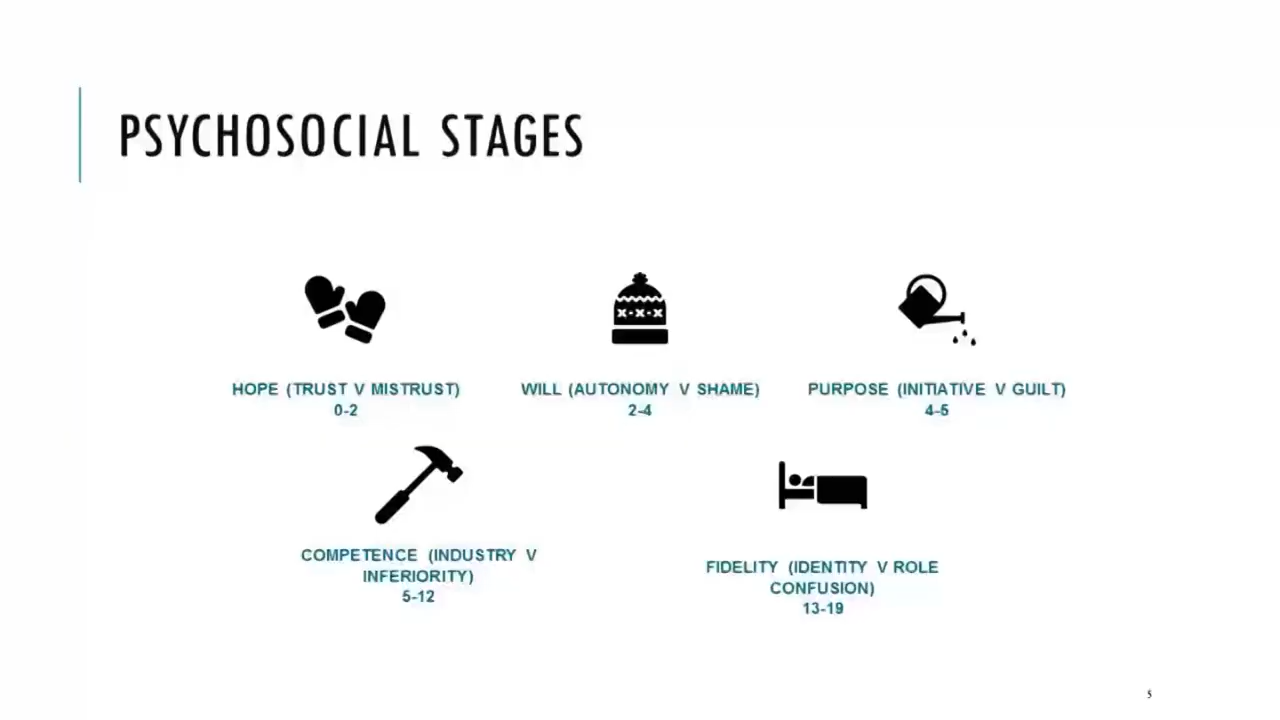 PSYCHOSOCIAL STAGES
HOPE (TRUST V MISTRUST)
0-2
WILL (AUTONOMY V SHAME)
2-4
PURPOSE (INITIATIVE V GUILT)
4-5
COMPETENCE (INDUSTRY V
INFERIORITY)
5-12
FIDELITY (IDENTITY V ROLE
CONFUSION)
13-19
5